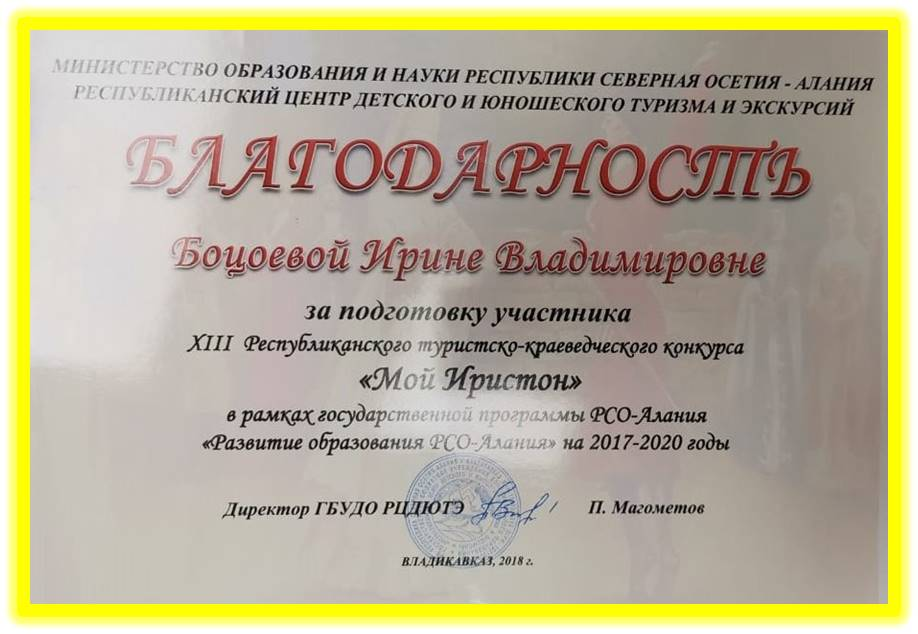 МИНИСТЕРСТВО ОБРАЗОВАНИЯ И НАУКИ РЕСПУБЛИКИ СЕВЕРНАЯ ОСЕТИЯ - АЛАНИЯ
РЕСПУБЛИКАНСКИЙ ЦЕНТР ДЕТСКОГО И ЮНОШЕСКОГО ТУРИЗМА И ЭКСКУРСИЙ
БЛАГОДАРНОСТЬ
Боцоевой Ирине Владимировне
за подготовку участника
XIII Республиканского туристско-краеведческого конкурса
«Мой Иристон»
в рамках государственной программы РСО-Алания
«Развитие образования РСО-Алания» на 2017-2020 годы
Директор ГБУДО РЦДЮТЭ П. Магометов
ВЛАДИКАВКАЗ, 2018 г.